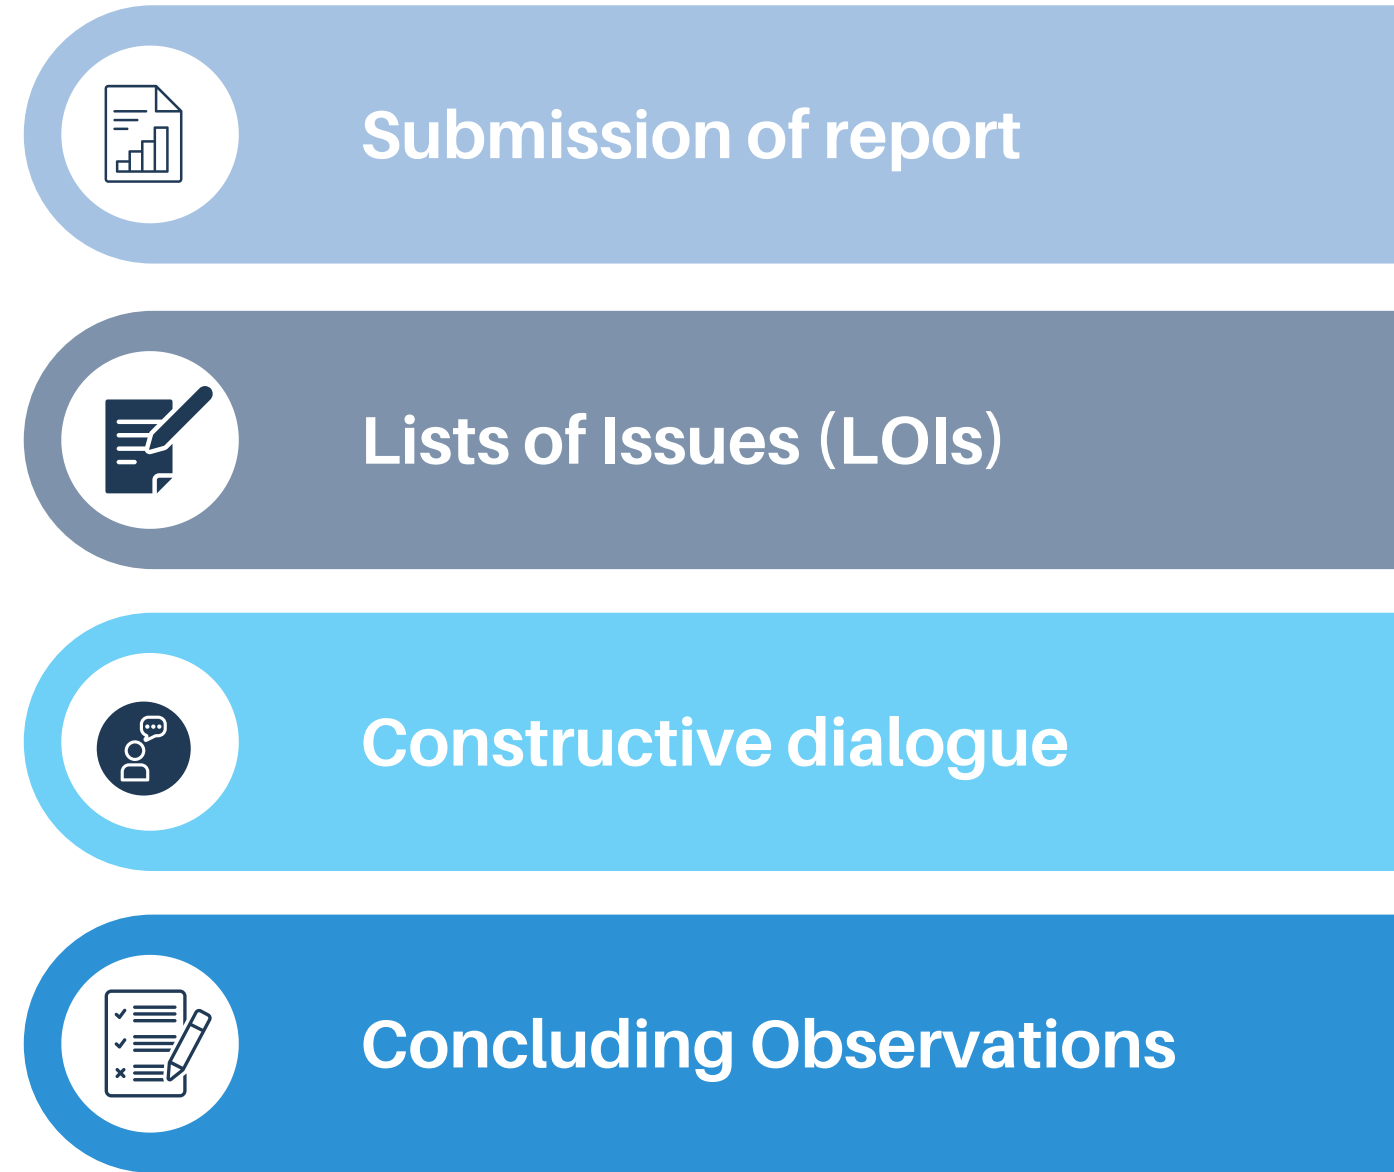 Submission of report
Lists of Issues (LOIs)
Constructive dialogue
Concluding Observations